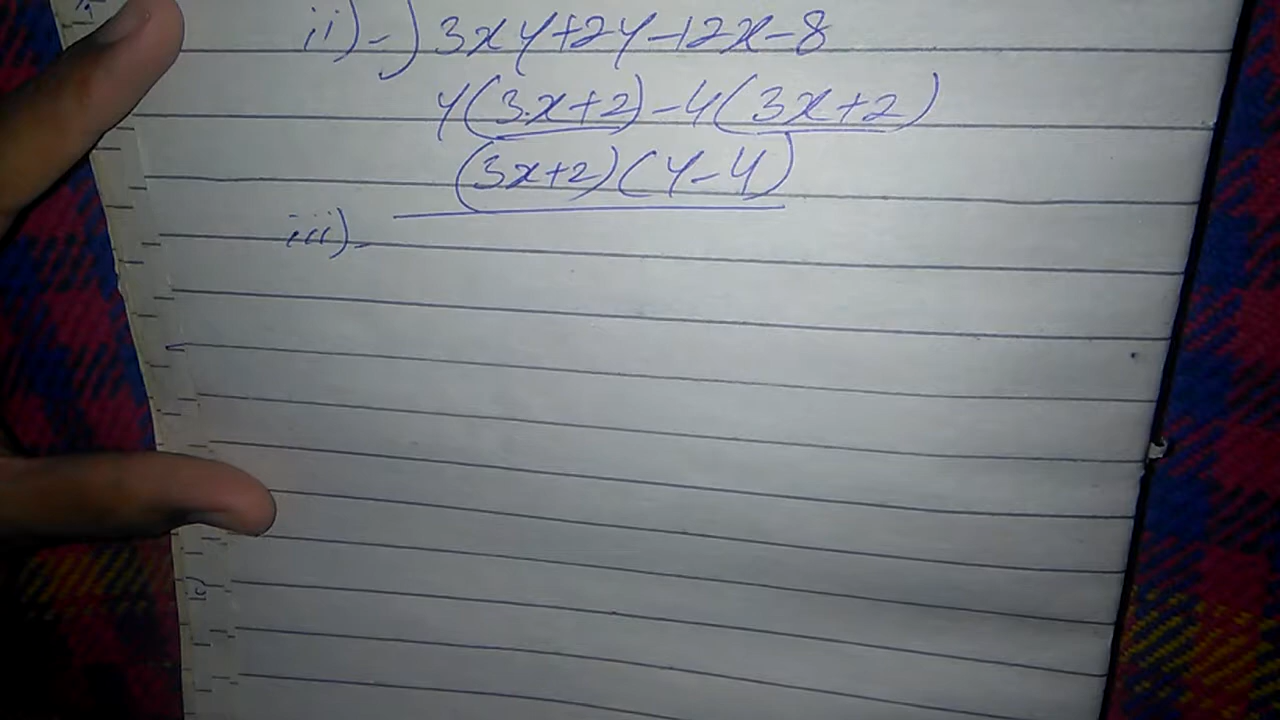 ii)-) 3xy+2y-12x-8
y(3x+2)-4(3x+2)
(3x+2)(y-4)
iii)-